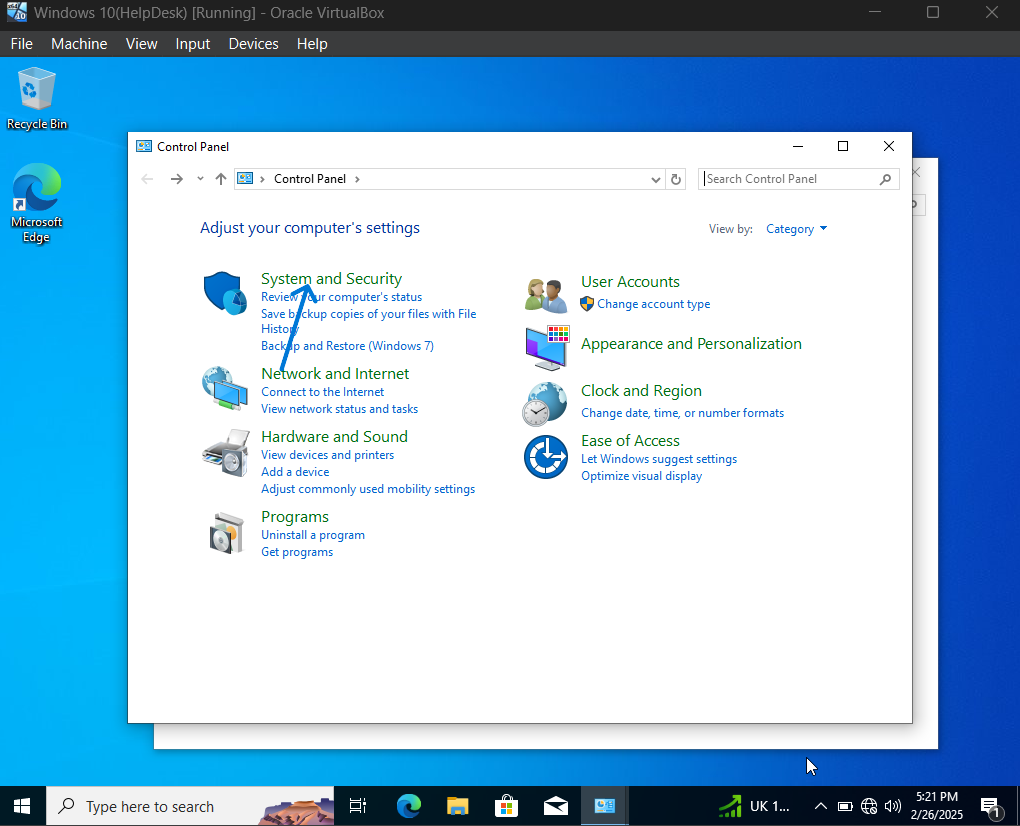 Windows 10(HelpDesk) [Running] - Oracle VirtualBox
File Machine View Input Devices Help
Recycle Bin
Microsoft
Edge
Control Panel
Control Panel
Search Control Panel
Adjust your computer's settings
View by: Category
System and Security
Review your computer's status
Save backup copies of your files with File
History
Backup and Restore (Windows 7)
Network and Internet
Connect to the Internet
View network status and tasks
Hardware and Sound
View devices and printers
Add a device
Adjust commonly used mobility settings
Programs
Uninstall a program
Get programs
User Accounts
Change account type
Appearance and Personalization
Clock and Region
Change date, time, or number formats
Ease of Access
Let Windows suggest settings
Optimize visual display
Type here to search
UK 1...
5:21 PM
2/26/2025
1